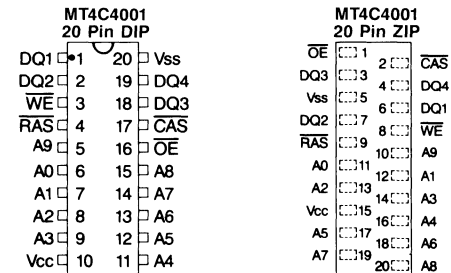 MT4C4001
20 Pin DIP
DQ1 1 20 Vss
DQ2 2 19 DQ4
WE 3 18 DQ3
RAS 4 17 CAS
A9 5 16 OE
A0 6 15 A8
A1 7 14 A7
A2 8 13 A6
A3 9 12 A5
Vcc 10 11 A4
MT4C4001
20 Pin ZIP
OE 1
2 CAS
DQ3 3
4 DQ4
Vss 5
6 DQ1
DQ2 7
8 WE
RAS 9
10 A9
A0 11
12 A1
A2 13
14 A3
Vcc 15
16 A4
A5 17
18 A6
A7 19
20 A8